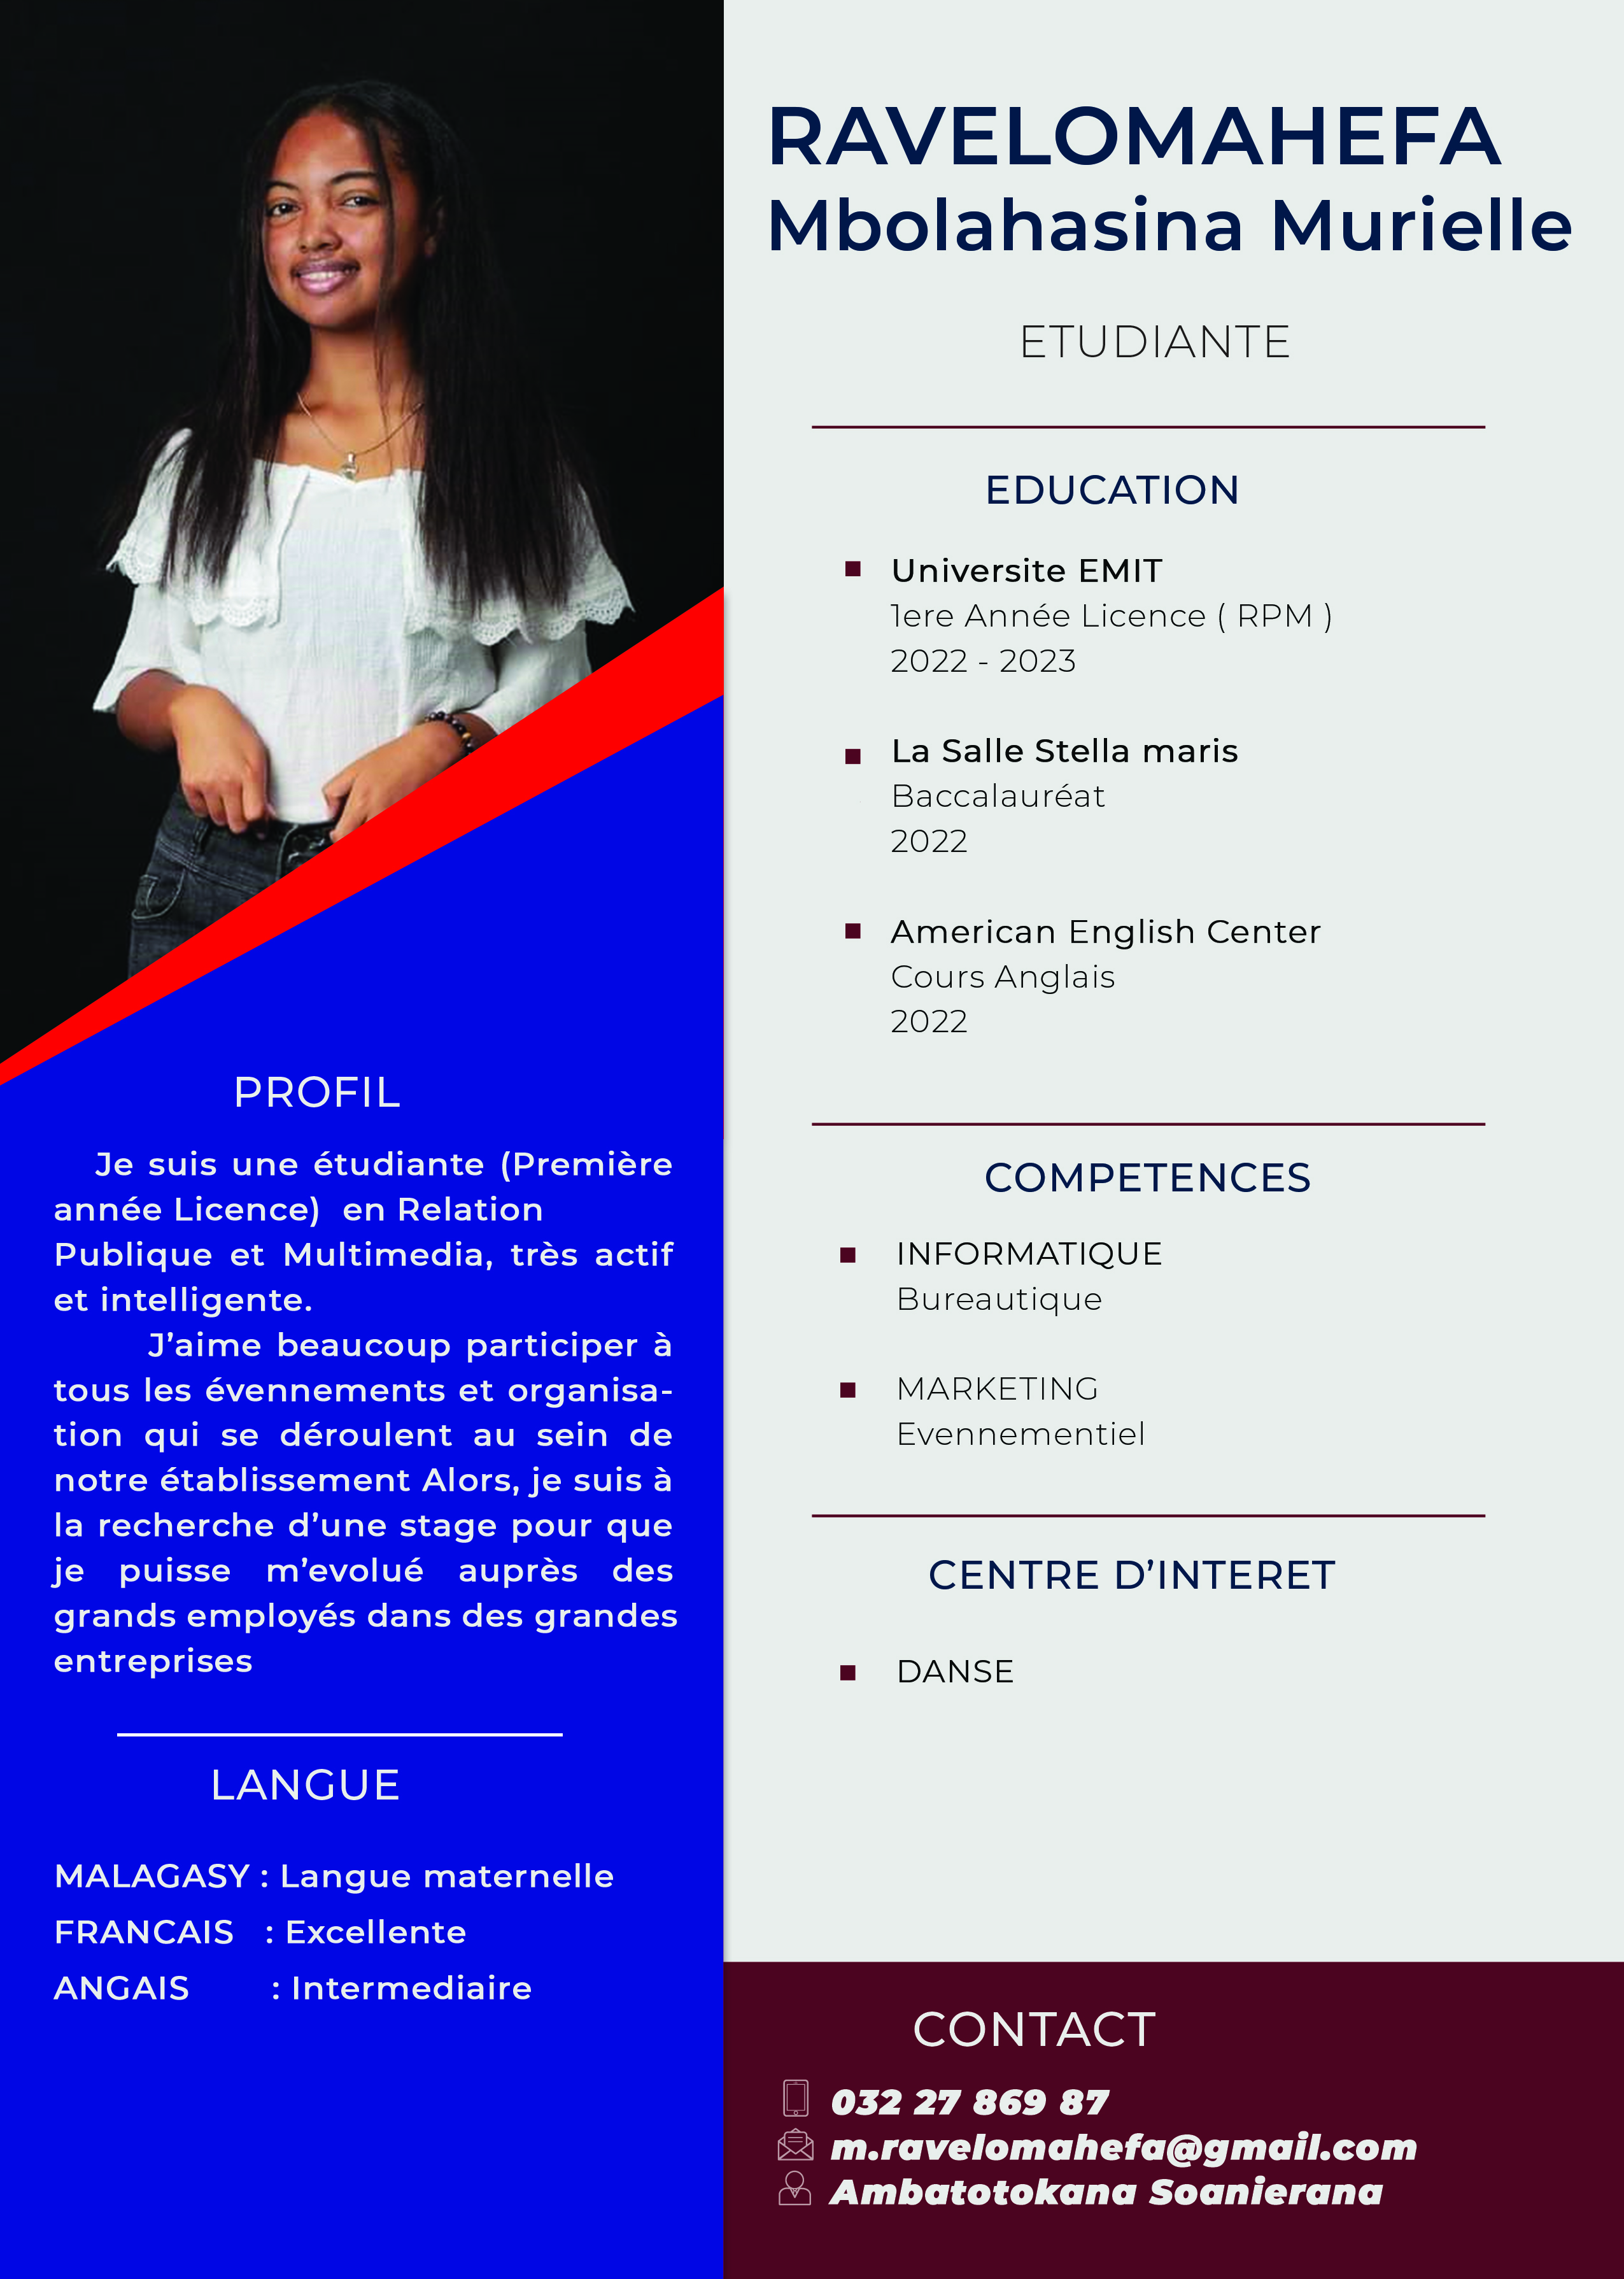 RAVELOMAHEFA
Mbolahasina Murielle
ETUDIANTE
EDUCATION
Universite EMIT
1ere Année Licence ( RPM )
2022 - 2023
La Salle Stella maris
Baccalauréat
2022
American English Center
Cours Anglais
2022
COMPETENCES
INFORMATIQUE
Bureautique
MARKETING
Evennementiel
CENTRE D’INTERET
DANSE
PROFIL
Je suis une étudiante (Première
année Licence)  en Relation
Publique et Multimedia, très actif
et intelligente.
J’aime beaucoup participer à
tous les évennements et organisa-
tion qui se déroulent au sein de
notre établissement Alors, je suis à
la recherche d’une stage pour que
je puisse m’evolué auprès des
grands employés dans des grandes
entreprises
LANGUE
MALAGASY : Langue maternelle
FRANCAIS : Excellente
ANGAIS : Intermediaire
CONTACT
032 27 869 87
m.ravelomahefa@gmail.com
Ambatotokana Soanierana